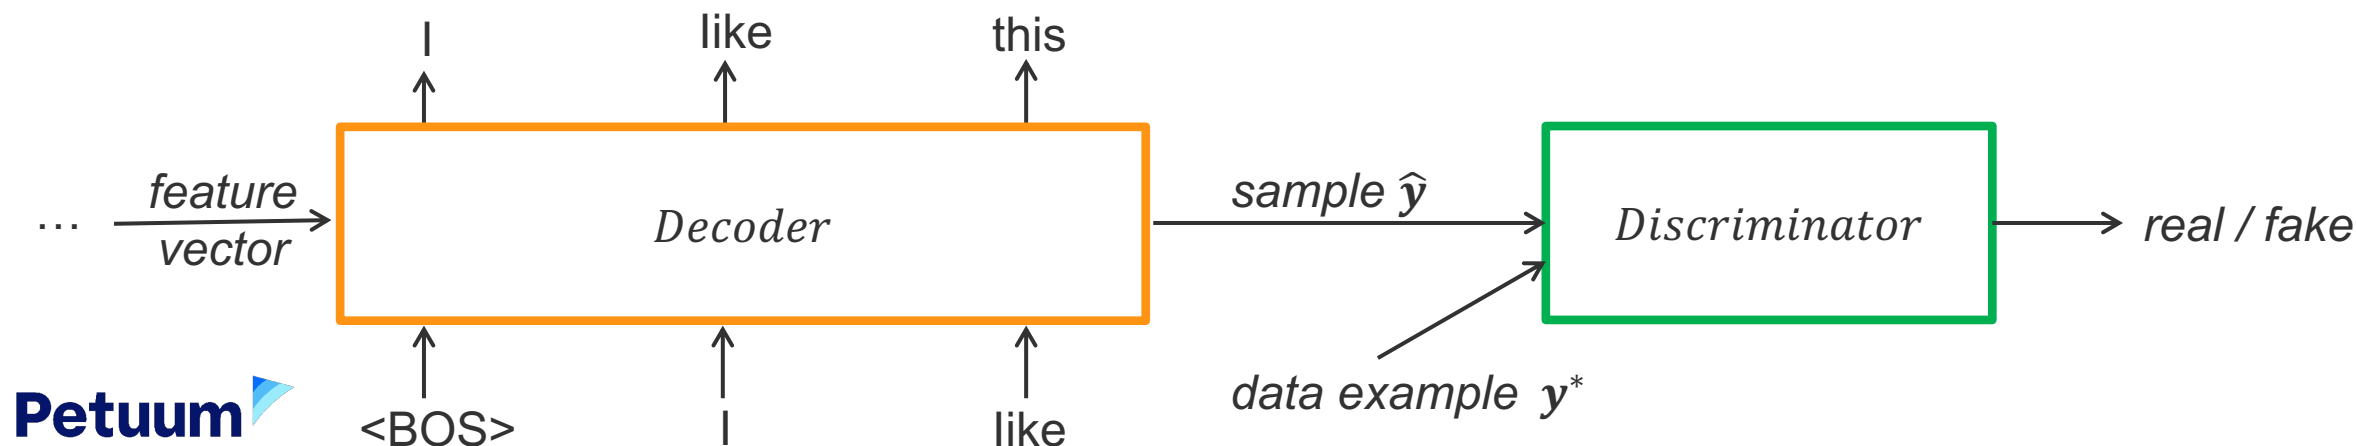 I like this
... feature
vector
Decoder
sample ŷ
Discriminator
real / fake
data example y*
Petuum
<BOS> I like